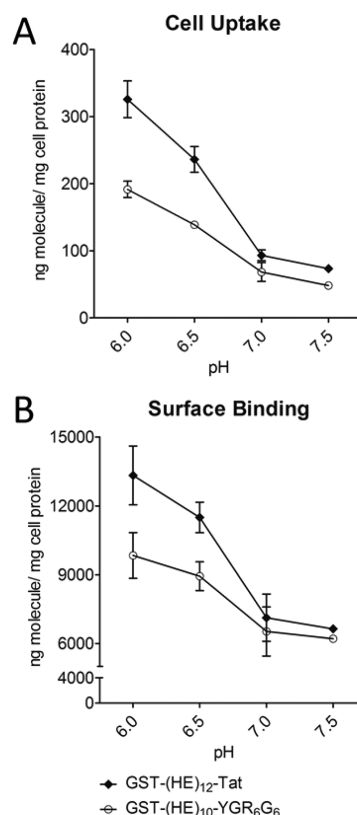 A
Cell Uptake
ng molecule/ mg cell protein
400
300
200
100
0
6.0
6.5
7.0
7.5
pH
B
Surface Binding
ng molecule/ mg cell protein
15000
12000
9000
6000
4000
0
6.0
6.5
7.0
7.5
pH
GST-(HE)₁₂-Tat
GST-(HE)₁₀-YGR₆G₆